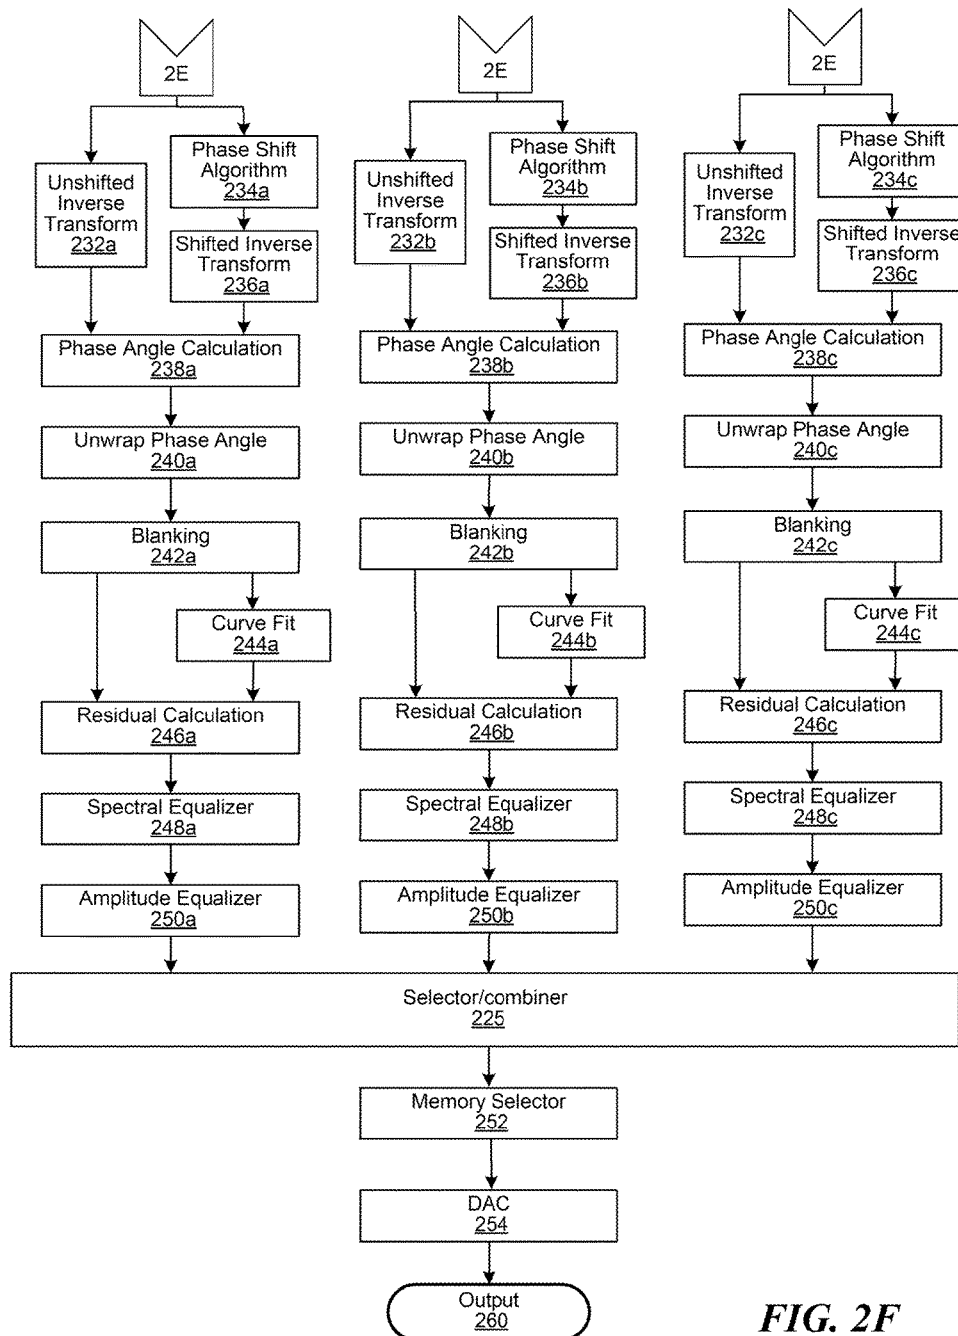 2E
2E
2E
Unshifted
Inverse
Transform
232a
Phase Shift
Algorithm
234a
Shifted Inverse
Transform
236a
Unshifted
Inverse
Transform
232b
Phase Shift
Algorithm
234b
Shifted Inverse
Transform
236b
Unshifted
Inverse
Transform
232c
Phase Shift
Algorithm
234c
Shifted Inverse
Transform
236c
Phase Angle Calculation
238a
Phase Angle Calculation
238b
Phase Angle Calculation
238c
Unwrap Phase Angle
240a
Unwrap Phase Angle
240b
Unwrap Phase Angle
240c
Blanking
242a
Blanking
242b
Blanking
242c
Curve Fit
244a
Curve Fit
244b
Curve Fit
244c
Residual Calculation
246a
Residual Calculation
246b
Residual Calculation
246c
Spectral Equalizer
248a
Spectral Equalizer
248b
Spectral Equalizer
248c
Amplitude Equalizer
250a
Amplitude Equalizer
250b
Amplitude Equalizer
250c
Selector/combiner
225
Memory Selector
252
DAC
254
Output
260
FIG. 2F